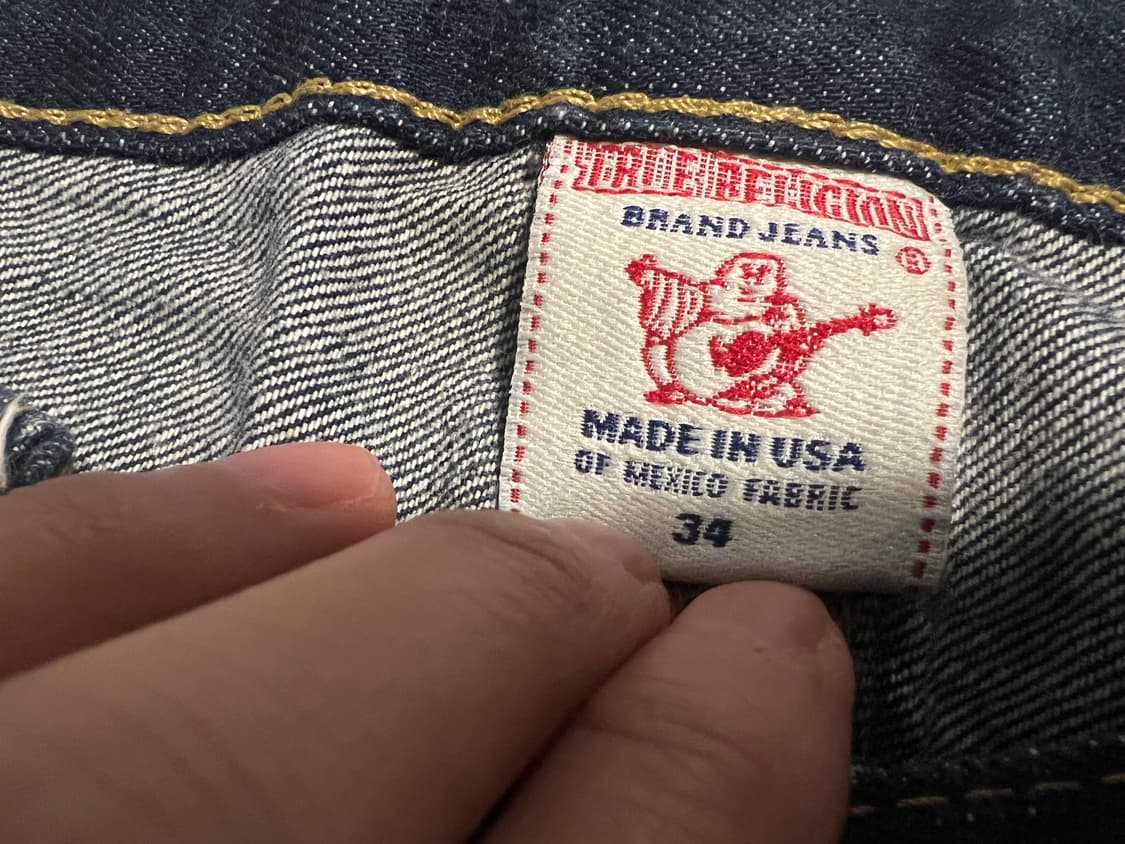 TRUE RELIGION
BRAND JEANS
®
MADE IN USA
OF MEXICO FABRIC
34